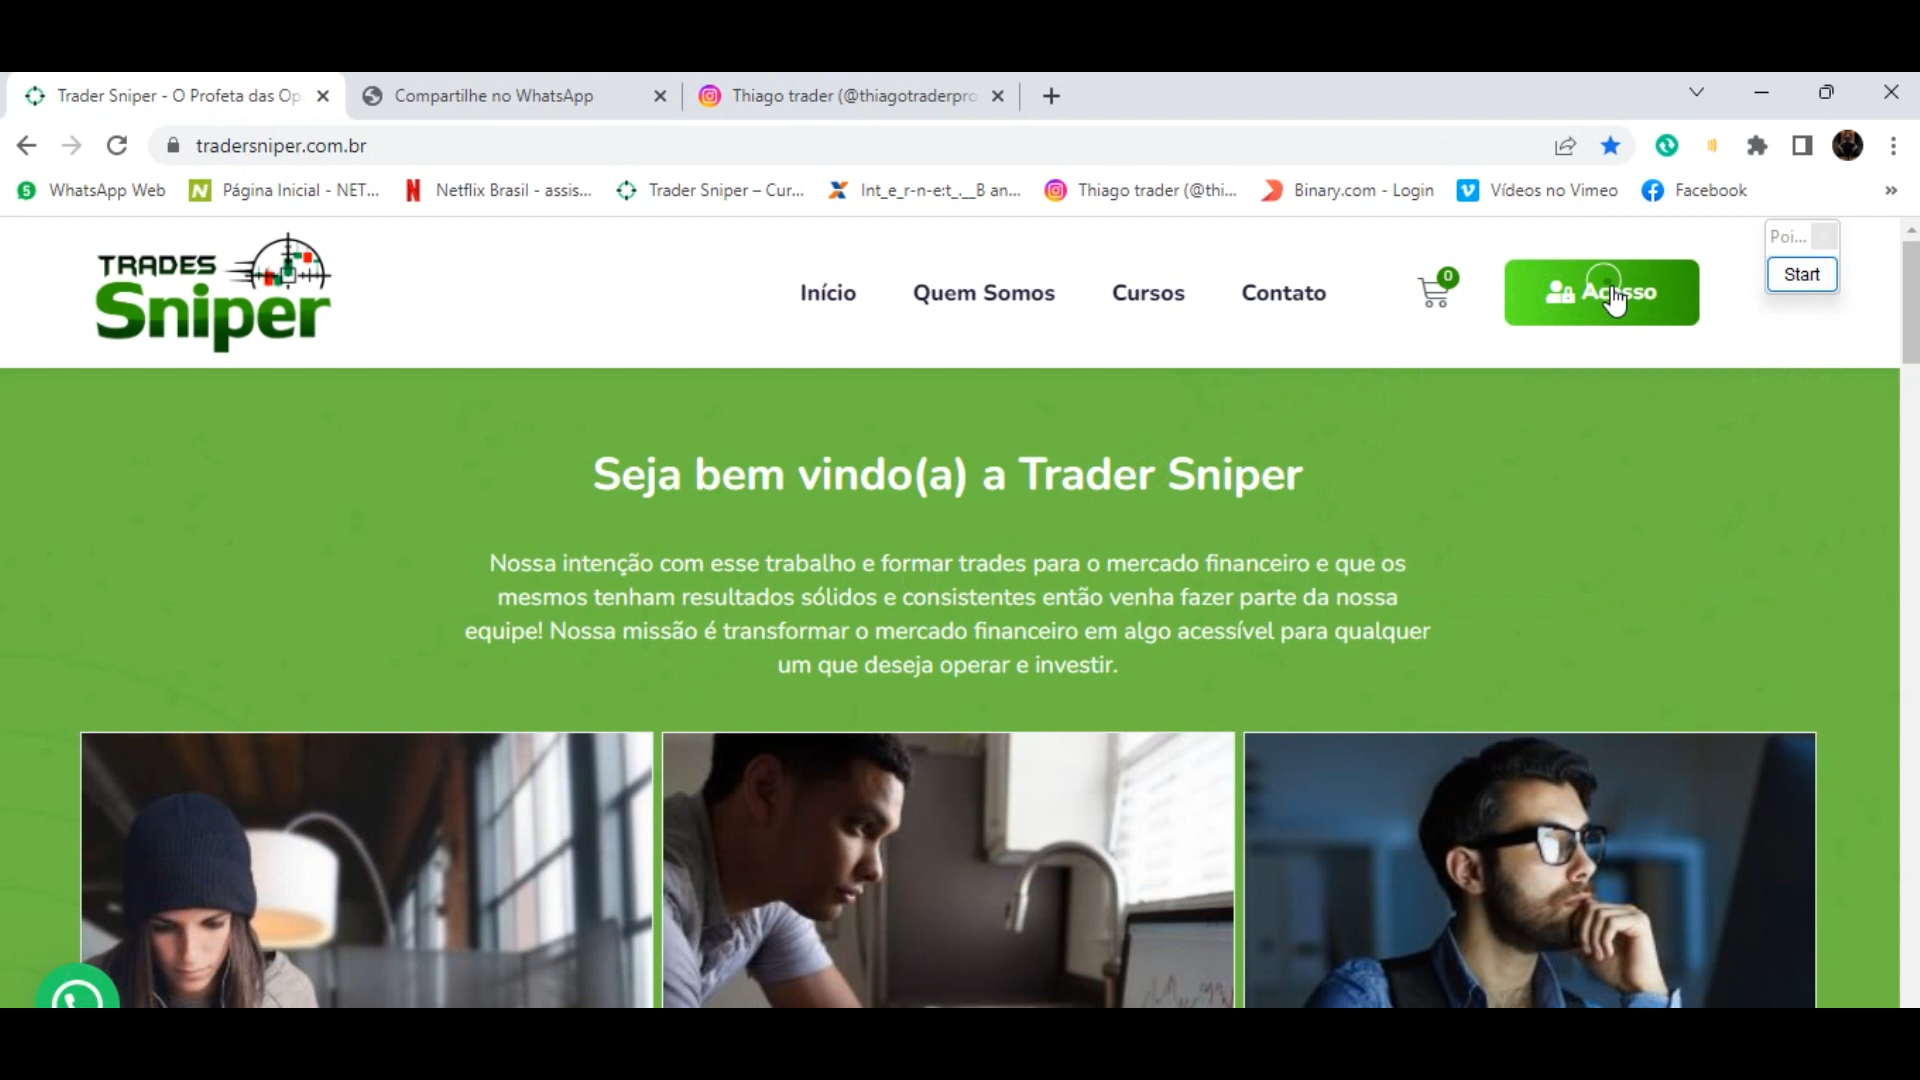 Trader Sniper - O Profeta das Op
Compartilhe no WhatsApp
Thiago trader (@thiagotraderpro
tradersniper.com.br
5
WhatsApp Web
Página Inicial - NET...
Netflix Brasil - assis...
Trader Sniper – Cur...
Int_e_r-n-e:t_._B an...
Thiago trader (@thi...
Binary.com - Login
Vídeos no Vimeo
Facebook
»
TRADES
Sniper
Início
Quem Somos
Cursos
Contato
0
Acesso
Poi...
Start
Seja bem vindo(a) a Trader Sniper
Nossa intenção com esse trabalho e formar trades para o mercado financeiro e que os
mesmos tenham resultados sólidos e consistentes então venha fazer parte da nossa
equipe! Nossa missão é transformar o mercado financeiro em algo acessível para qualquer
um que deseja operar e investir.